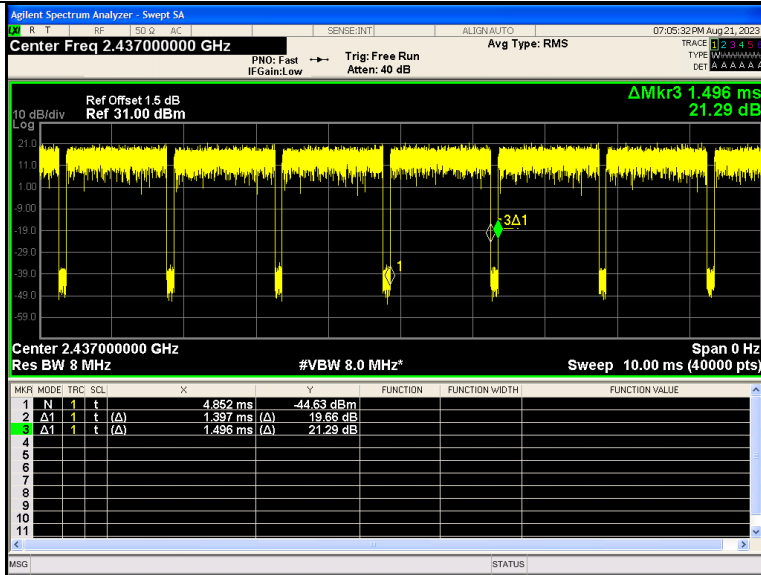 Agilent Spectrum Analyzer - Swept SA
LXI R T RF 50 Ω AC SENSE:INT ALIGN AUTO 07:05:32 PM Aug 21, 2023
Center Freq 2.437000000 GHz Avg Type: RMS TRACE 1 2 3 4 5 6
PNO: Fast Trig: Free Run TYPE
IFGain:Low Atten: 40 dB DET A A A A A A
ΔMkr3 1.496 ms
21.29 dB
Ref Offset 1.5 dB
10 dB/div Ref 31.00 dBm
Log
21.0
11.0
1.00
-9.00
-19.0
-29.0
-39.0
-49.0
-59.0
3Δ1
1
Center 2.437000000 GHz Span 0 Hz
Res BW 8 MHz #VBW 8.0 MHz* Sweep 10.00 ms (40000 pts)
MKR MODE TRC SCL X Y FUNCTION FUNCTION WIDTH FUNCTION VALUE
1 N 1 t 4.852 ms -44.63 dBm
2 Δ1 1 t (Δ) 1.397 ms (Δ) 19.66 dB
3 Δ1 1 t (Δ) 1.496 ms (Δ) 21.29 dB
4
5
6
7
8
9
10
11
MSG STATUS